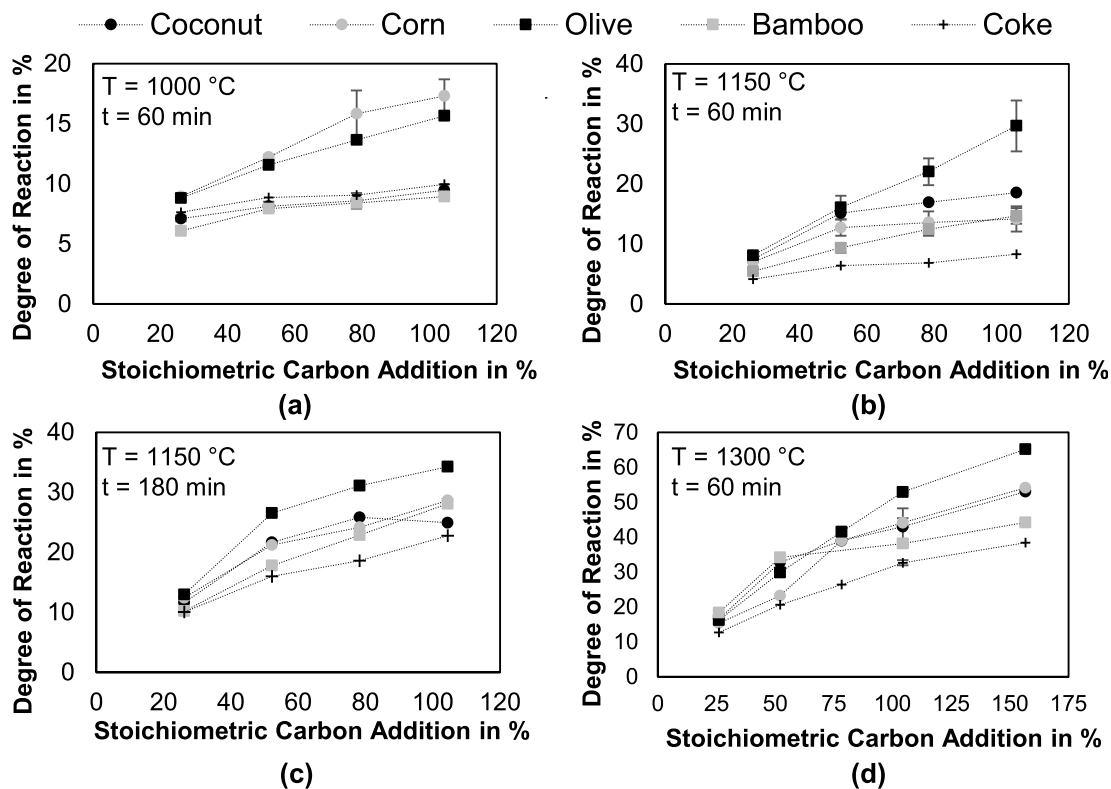 Coconut Corn Olive Bamboo Coke
Degree of Reaction in %
20
15
10
5
0
T = 1000 °C
t = 60 min
0 20 40 60 80 100 120
Stoichiometric Carbon Addition in %
(a)
Degree of Reaction in %
40
30
20
10
0
T = 1150 °C
t = 60 min
0 20 40 60 80 100 120
Stoichiometric Carbon Addition in %
(b)
Degree of Reaction in %
40
30
20
10
0
T = 1150 °C
t = 180 min
0 20 40 60 80 100 120
Stoichiometric Carbon Addition in %
(c)
Degree of Reaction in %
70
60
50
40
30
20
10
0
T = 1300 °C
t = 60 min
0 25 50 75 100 125 150 175
Stoichiometric Carbon Addition in %
(d)